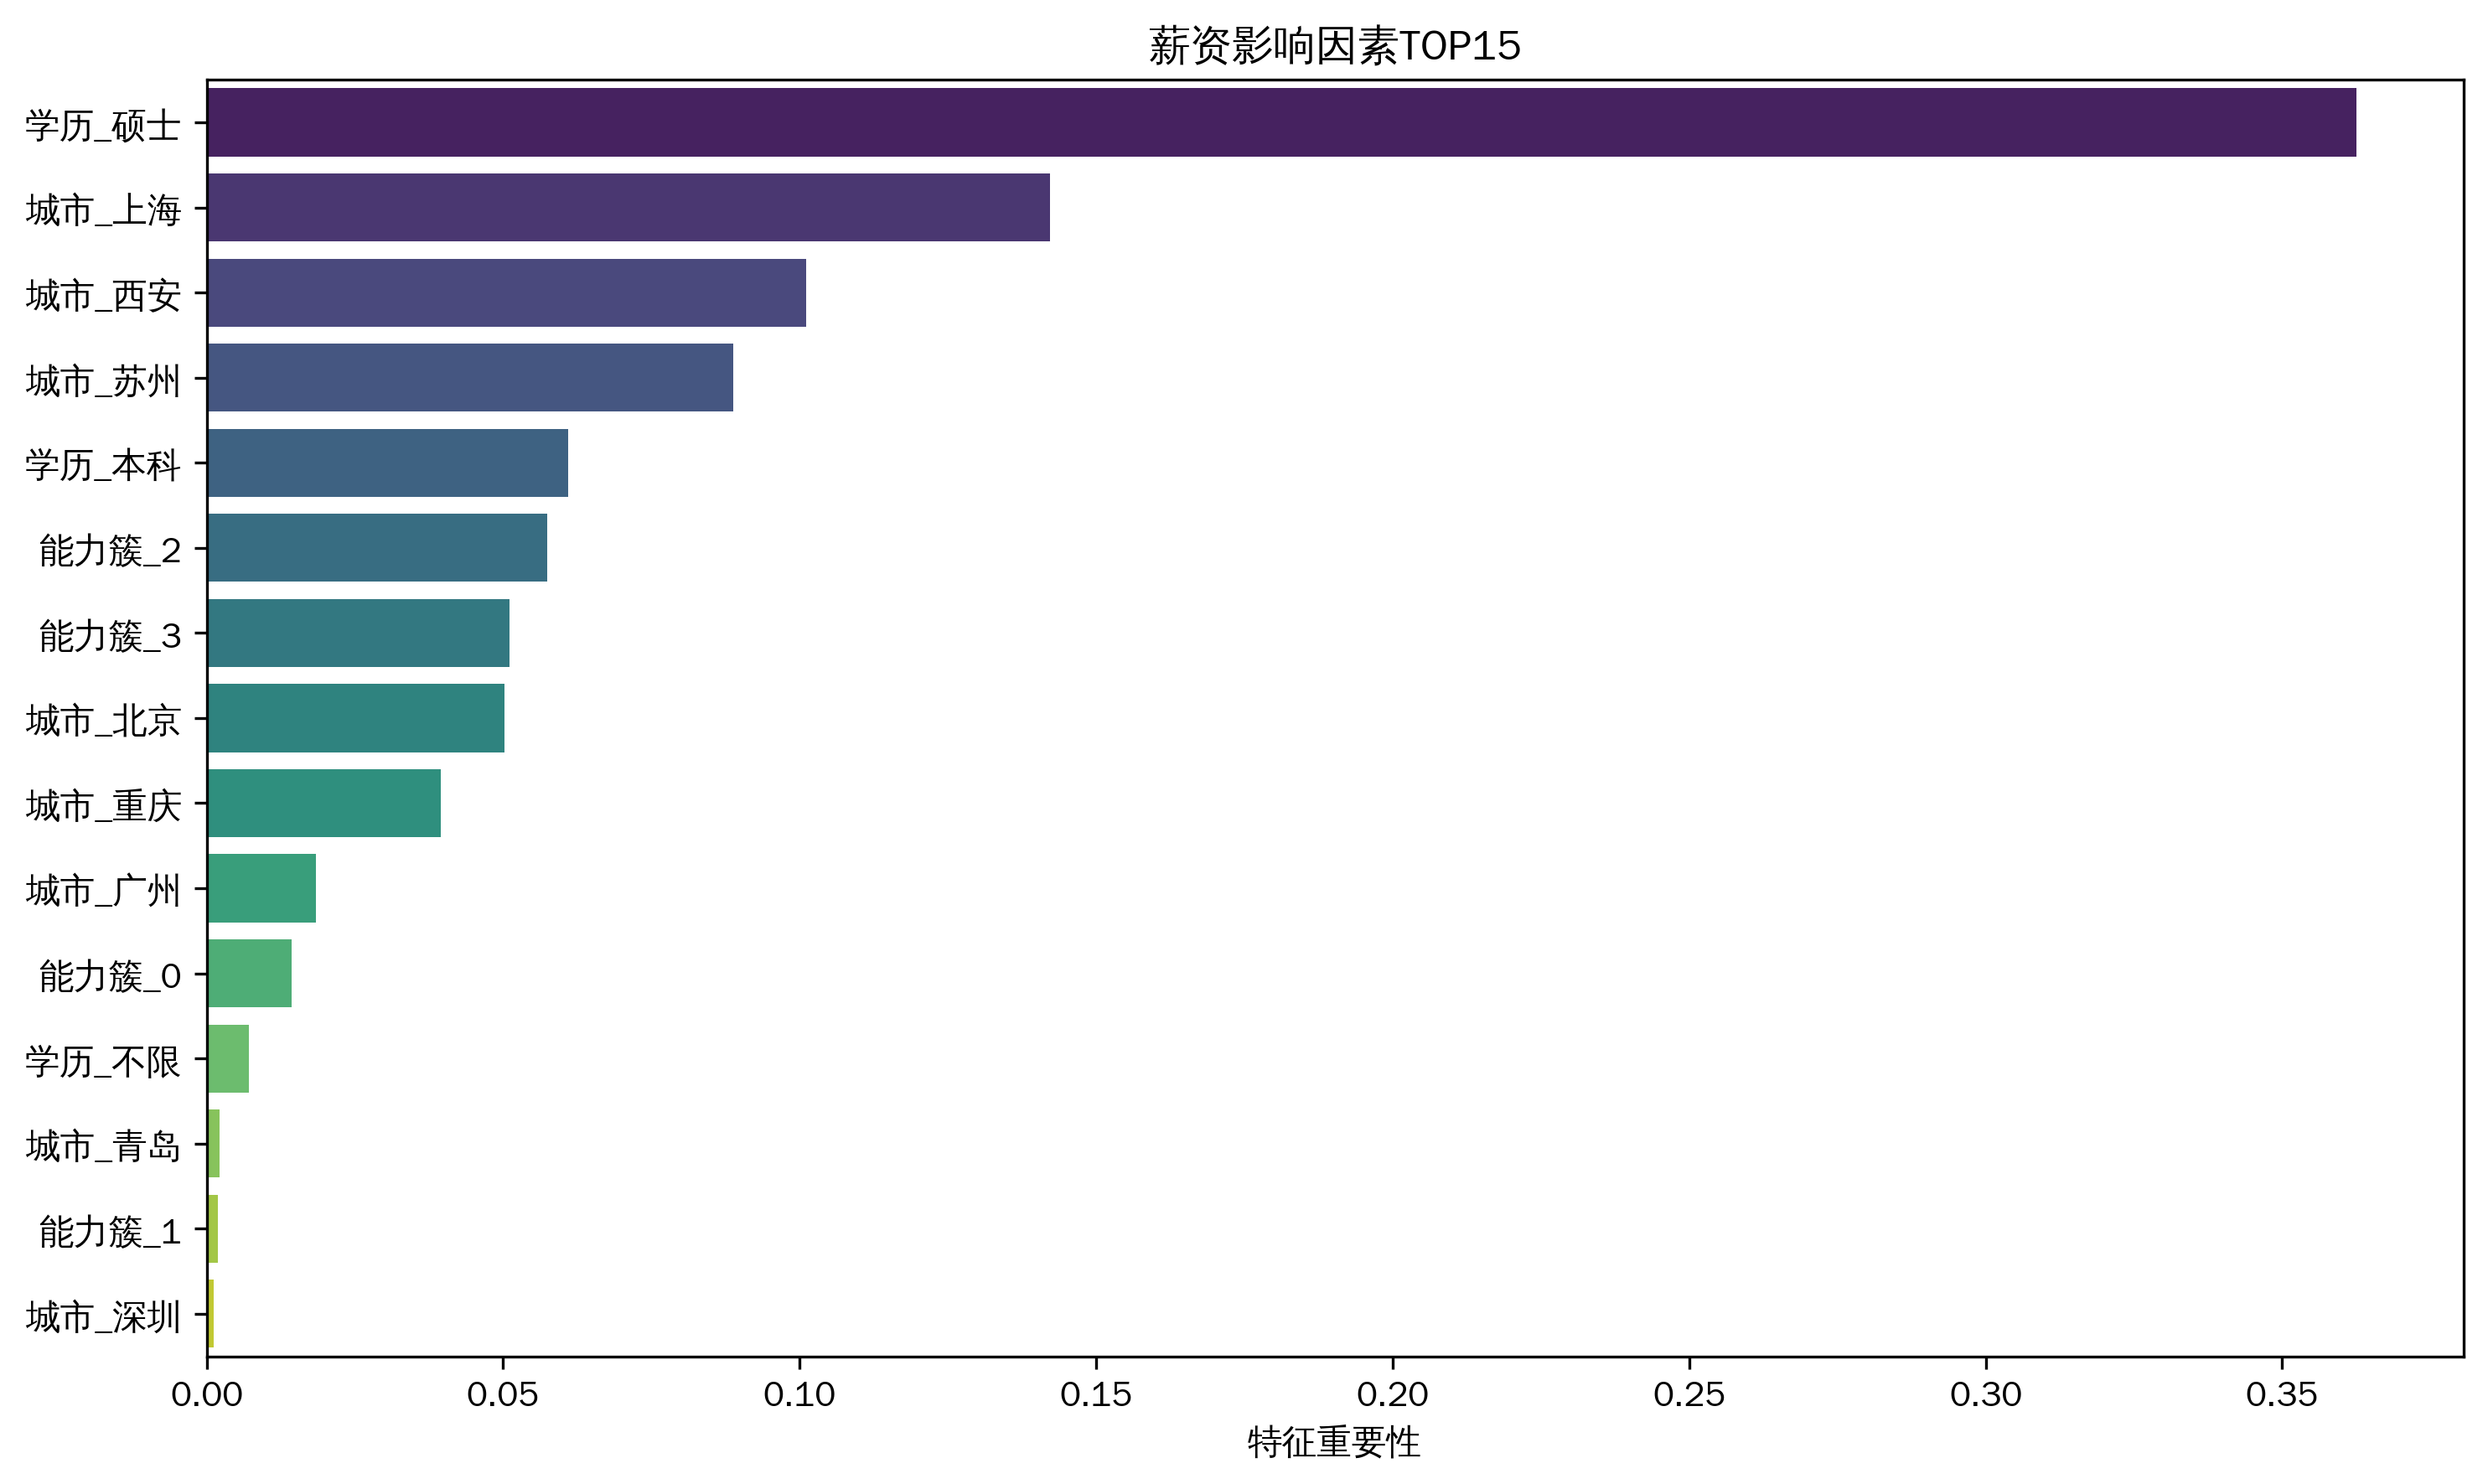 薪资影响因素TOP15
学历_硕士
城市_上海
城市_西安
城市_苏州
学历_本科
能力簇_2
能力簇_3
城市_北京
城市_重庆
城市_广州
能力簇_0
学历_不限
城市_青岛
能力簇_1
城市_深圳
0.00 0.05 0.10 0.15 0.20 0.25 0.30 0.35
特征重要性